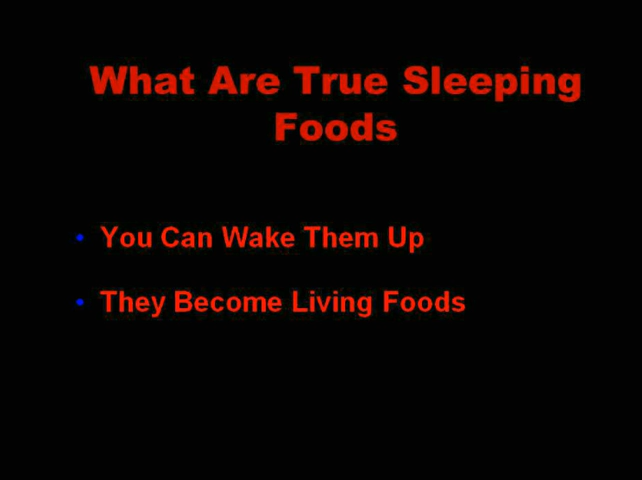 What Are True Sleeping
Foods
• You Can Wake Them Up
• They Become Living Foods